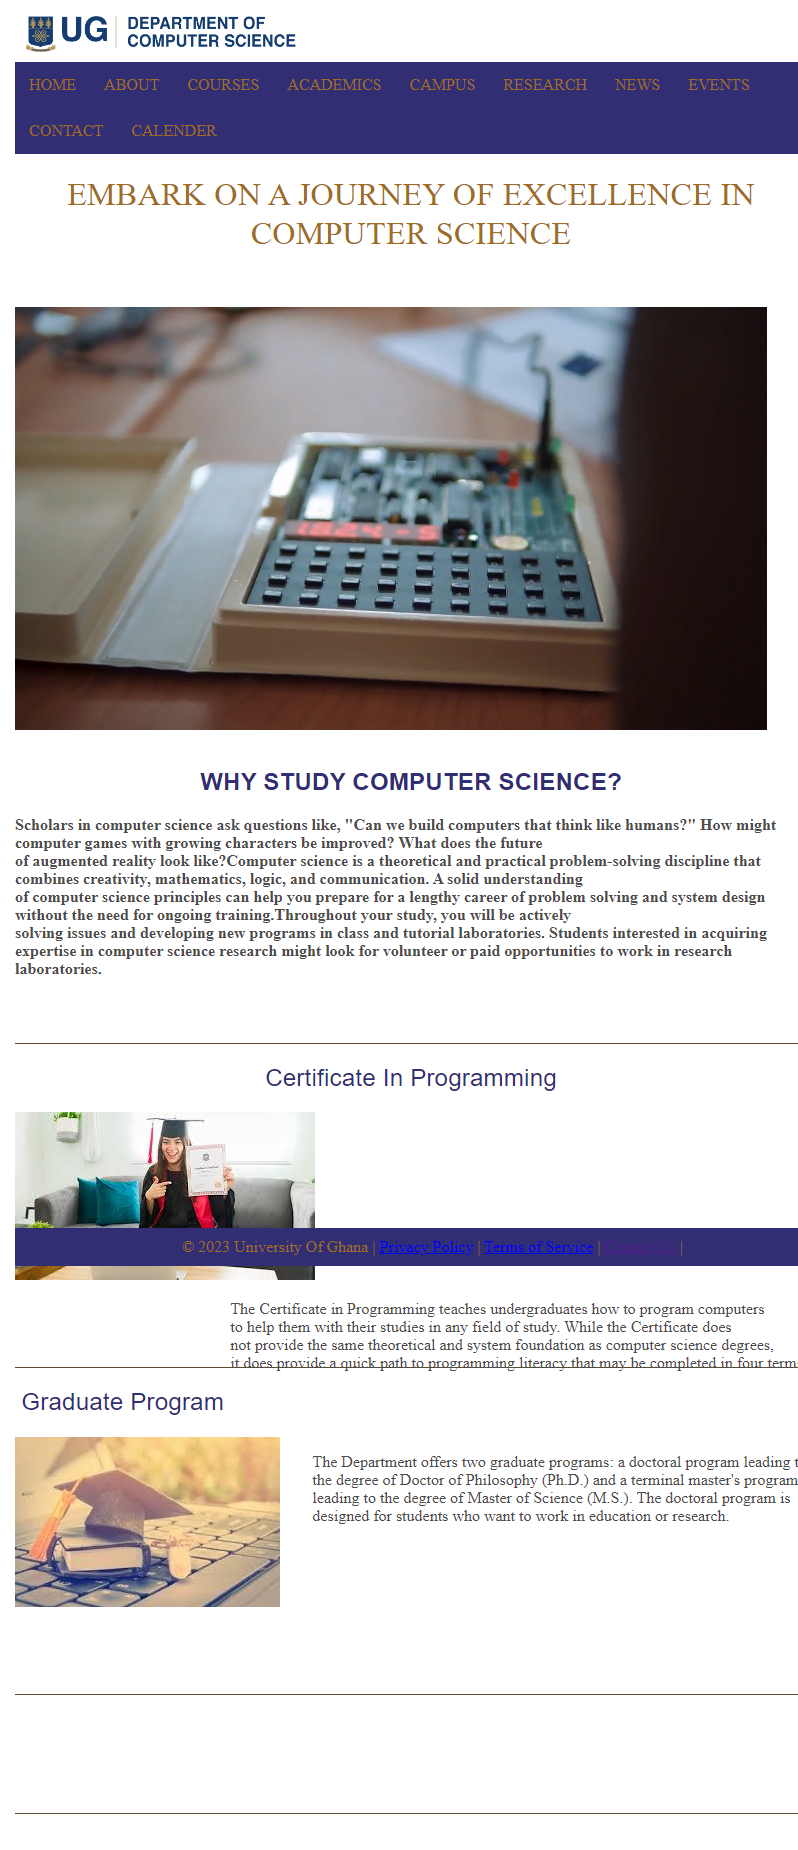 UG DEPARTMENT OF
COMPUTER SCIENCE
HOME ABOUT COURSES ACADEMICS CAMPUS RESEARCH NEWS EVENTS
CONTACT CALENDER
EMBARK ON A JOURNEY OF EXCELLENCE IN
COMPUTER SCIENCE
1824-5
WHY STUDY COMPUTER SCIENCE?
Scholars in computer science ask questions like, "Can we build computers that think like humans?" How might
computer games with growing characters be improved? What does the future
of augmented reality look like?Computer science is a theoretical and practical problem-solving discipline that
combines creativity, mathematics, logic, and communication. A solid understanding
of computer science principles can help you prepare for a lengthy career of problem solving and system design
without the need for ongoing training.Throughout your study, you will be actively
solving issues and developing new programs in class and tutorial laboratories. Students interested in acquiring
expertise in computer science research might look for volunteer or paid opportunities to work in research
laboratories.
Certificate In Programming
© 2023 University Of Ghana | Privacy Policy | Terms of Service | |
The Certificate in Programming teaches undergraduates how to program computers
to help them with their studies in any field of study. While the Certificate does
not provide the same theoretical and system foundation as computer science degrees,
it does provide a quick path to programming literacy that may be completed in four term
Graduate Program
The Department offers two graduate programs: a doctoral program leading t
the degree of Doctor of Philosophy (Ph.D.) and a terminal master's program
leading to the degree of Master of Science (M.S.). The doctoral program is
designed for students who want to work in education or research.